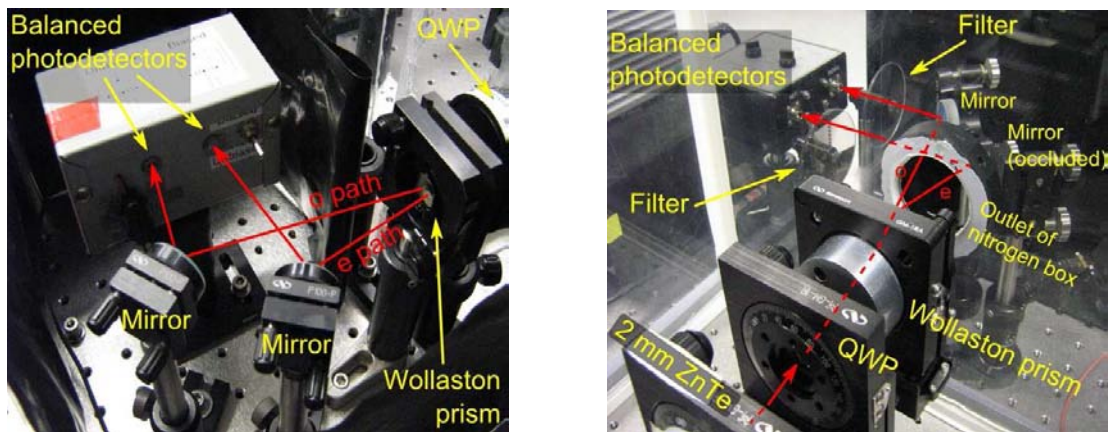 Balanced
photodetectors
QWP
o path
e path
Mirror
Mirror
Wollaston
prism
Balanced
photodetectors
Filter
Mirror
Mirror
(occluded)
o
e
Filter
Outlet of
nitrogen box
Wollaston prism
QWP
2 mm ZnTe